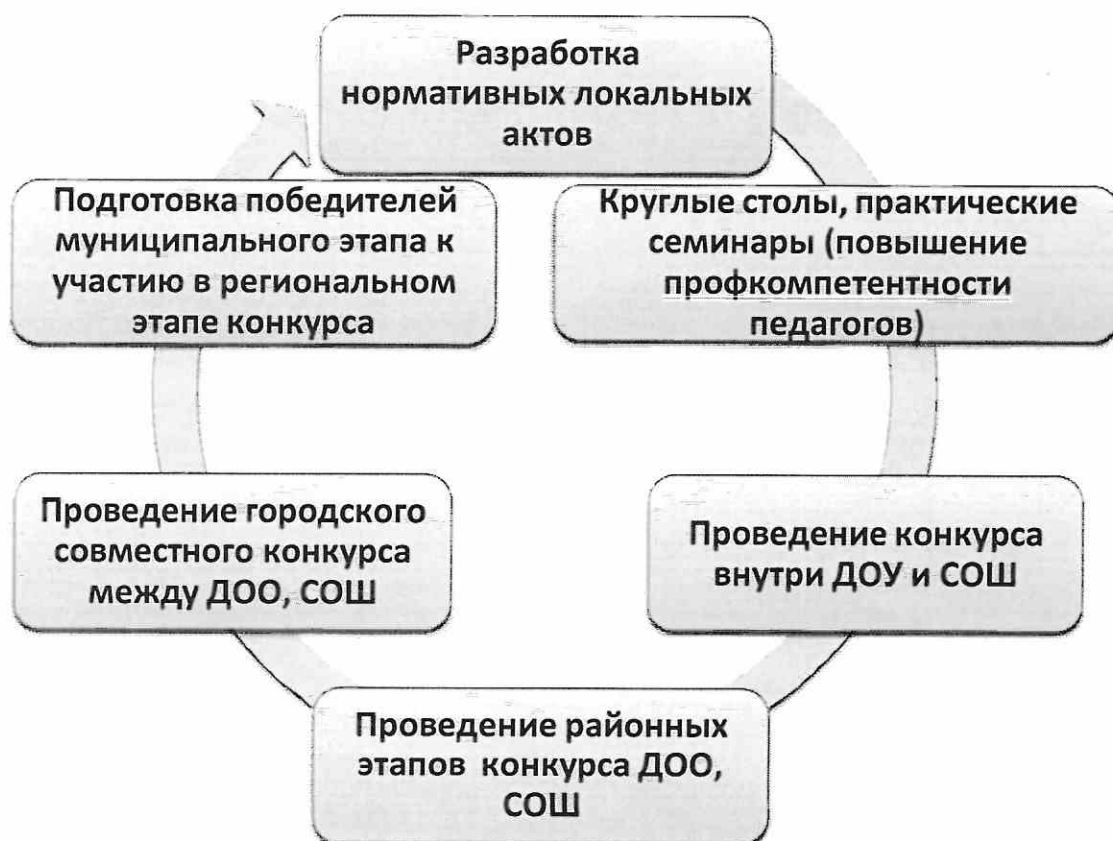 Разработка
нормативных локальных
актов
Круглые столы, практические
семинары (повышение
профкомпетентности
педагогов)
Проведение конкурса
внутри ДОУ и СОШ
Проведение районных
этапов конкурса ДОО,
СОШ
Проведение городского
совместного конкурса
между ДОО, СОШ
Подготовка победителей
муниципального этапа к
участию в региональном
этапе конкурса